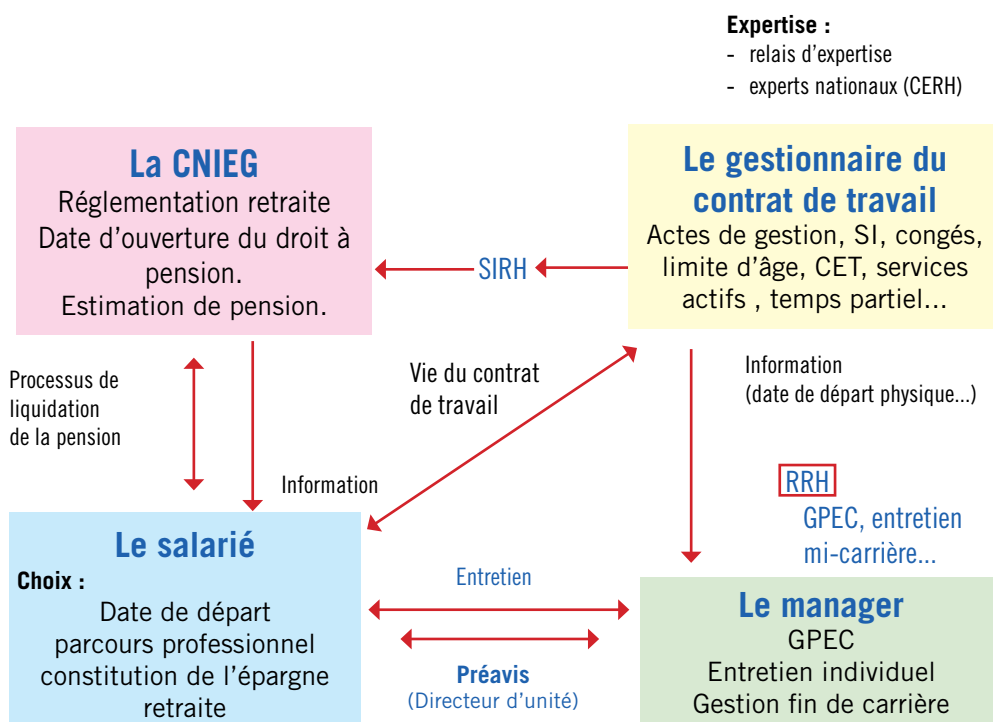 Expertise :
- relais d'expertise
- experts nationaux (CERH)
La CNIEG
Réglementation retraite
Date d'ouverture du droit à
pension.
Estimation de pension.
SIRH
Le gestionnaire du
contrat de travail
Actes de gestion, SI, congés,
limite d'âge, CET, services
actifs , temps partiel...
Processus de
liquidation
de la pension
Information
Vie du contrat
de travail
Information
(date de départ physique...)
RRH
GPEC, entretien
mi-carrière...
Le salarié
Choix :
Date de départ
parcours professionnel
constitution de l'épargne
retraite
Entretien
Préavis
(Directeur d'unité)
Le manager
GPEC
Entretien individuel
Gestion fin de carrière